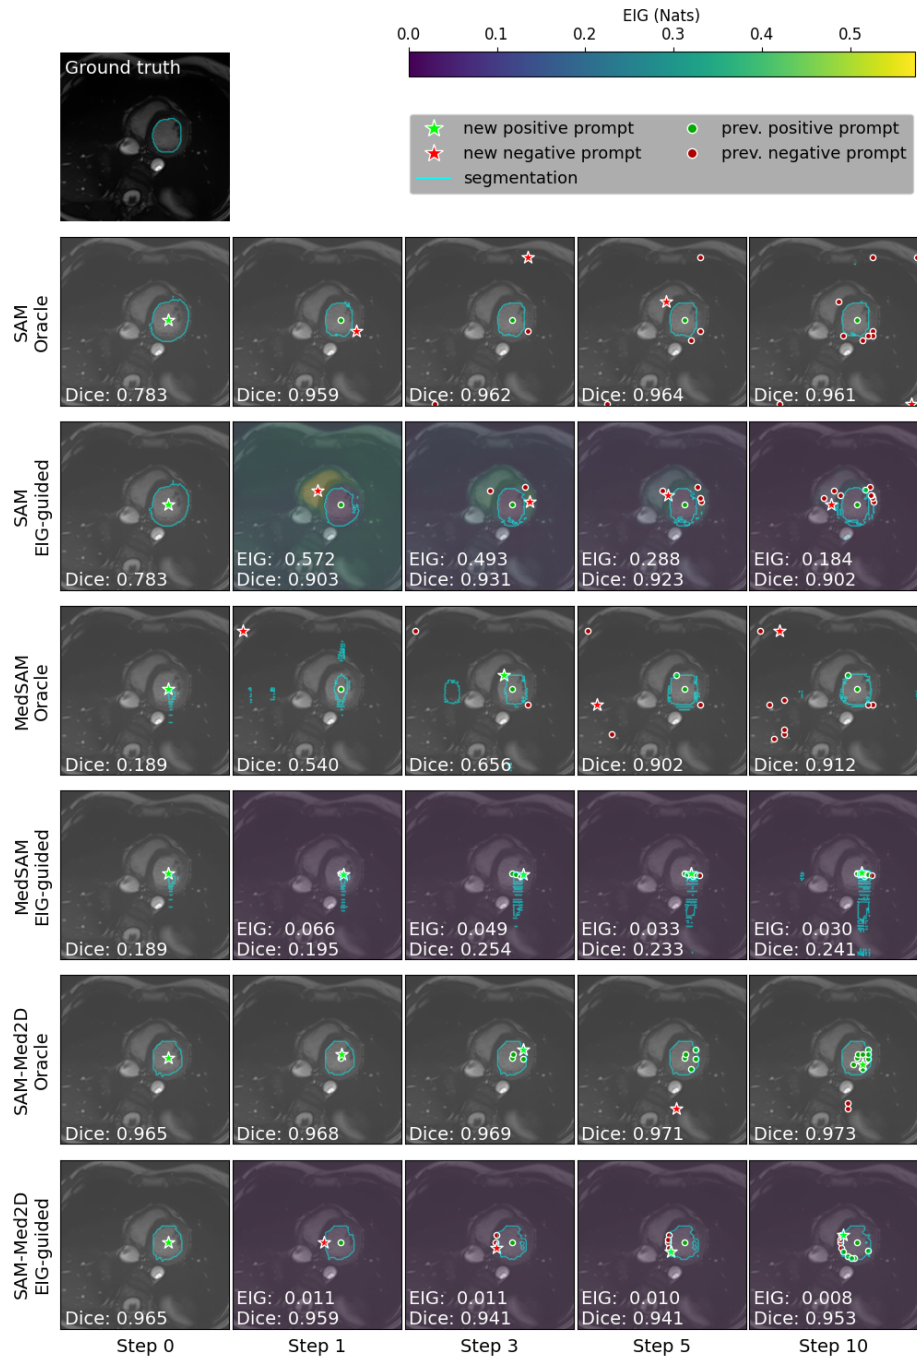 EIG (Nats)
0.0 0.1 0.2 0.3 0.4 0.5
Ground truth
new positive prompt prev. positive prompt
new negative prompt prev. negative prompt
segmentation
SAM
Oracle
Dice: 0.783 Dice: 0.959 Dice: 0.962 Dice: 0.964 Dice: 0.961
SAM
EIG-guided
EIG: 0.572 EIG: 0.493 EIG: 0.288 EIG: 0.184
Dice: 0.783 Dice: 0.903 Dice: 0.931 Dice: 0.923 Dice: 0.902
MedSAM
Oracle
Dice: 0.189 Dice: 0.540 Dice: 0.656 Dice: 0.902 Dice: 0.912
MedSAM
EIG-guided
EIG: 0.066 EIG: 0.049 EIG: 0.033 EIG: 0.030
Dice: 0.189 Dice: 0.195 Dice: 0.254 Dice: 0.233 Dice: 0.241
SAM-Med2D
Oracle
Dice: 0.965 Dice: 0.968 Dice: 0.969 Dice: 0.971 Dice: 0.973
SAM-Med2D
EIG-guided
EIG: 0.011 EIG: 0.011 EIG: 0.010 EIG: 0.008
Dice: 0.965 Dice: 0.959 Dice: 0.941 Dice: 0.941 Dice: 0.953
Step 0 Step 1 Step 3 Step 5 Step 10